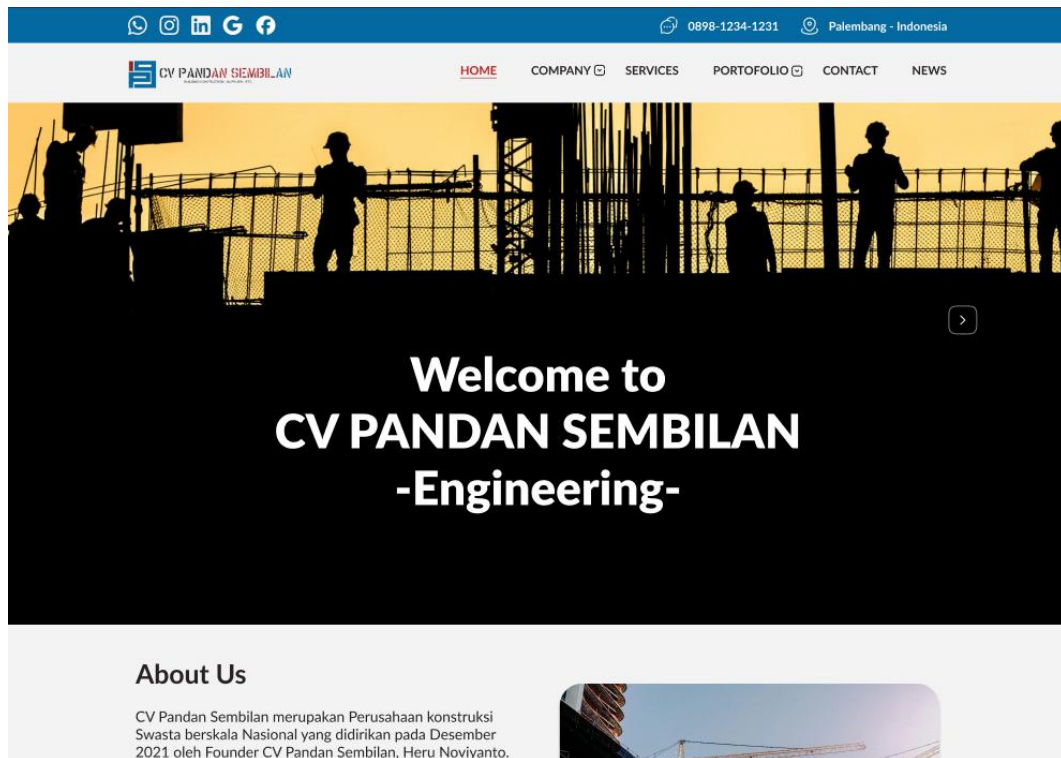 0898-1234-1231
Palembang - Indonesia
CV PANDAN SEMBILAN
HOME
COMPANY
SERVICES
PORTOFOLIO
CONTACT
NEWS
Welcome to
CV PANDAN SEMBILAN
-Engineering-
About Us
CV Pandan Sembilan merupakan Perusahaan konstruksi
Swasta berskala Nasional yang didirikan pada Desember
2021 oleh Founder CV Pandan Sembilan, Heru Noviyanto.